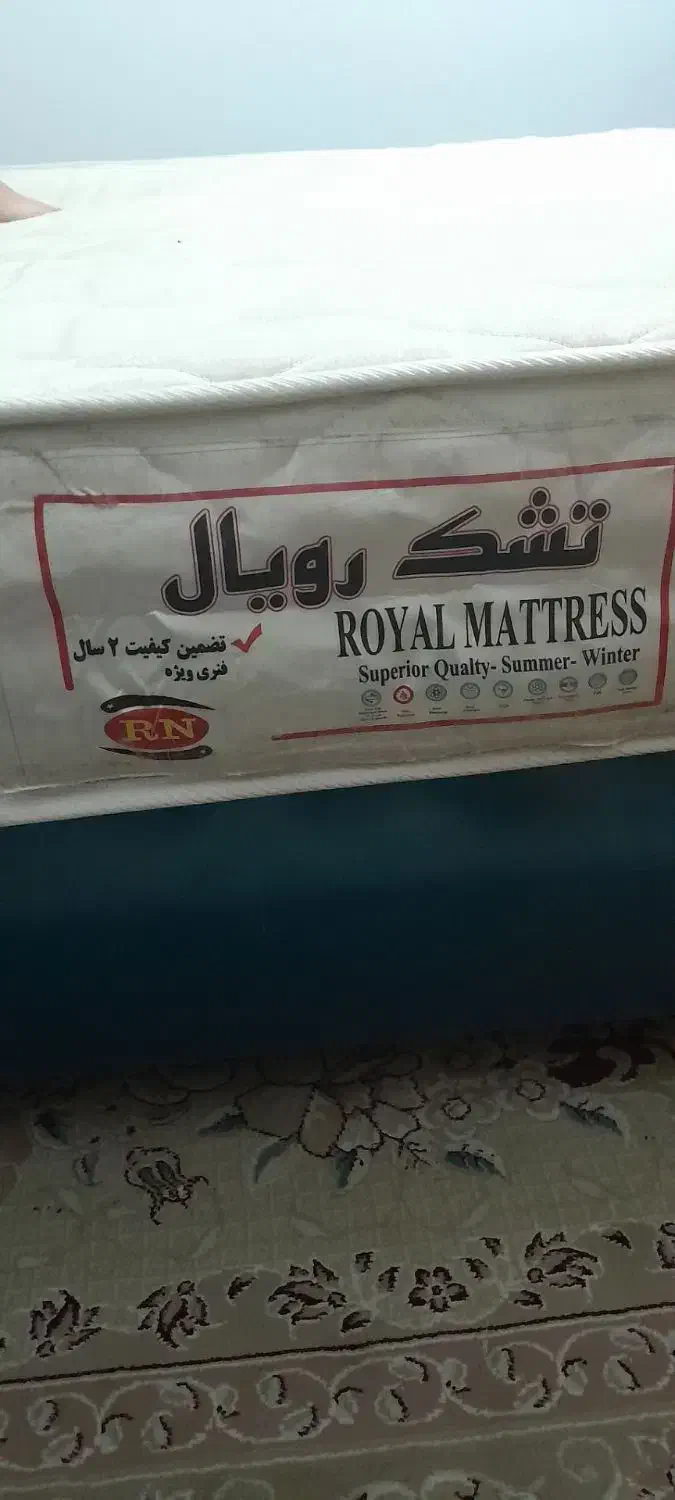 تشک رویال
ROYAL MATTRESS
Superior Qualty- Summer- Winter
تضمین کیفیت ۲ سال
فنری ویژه
RN